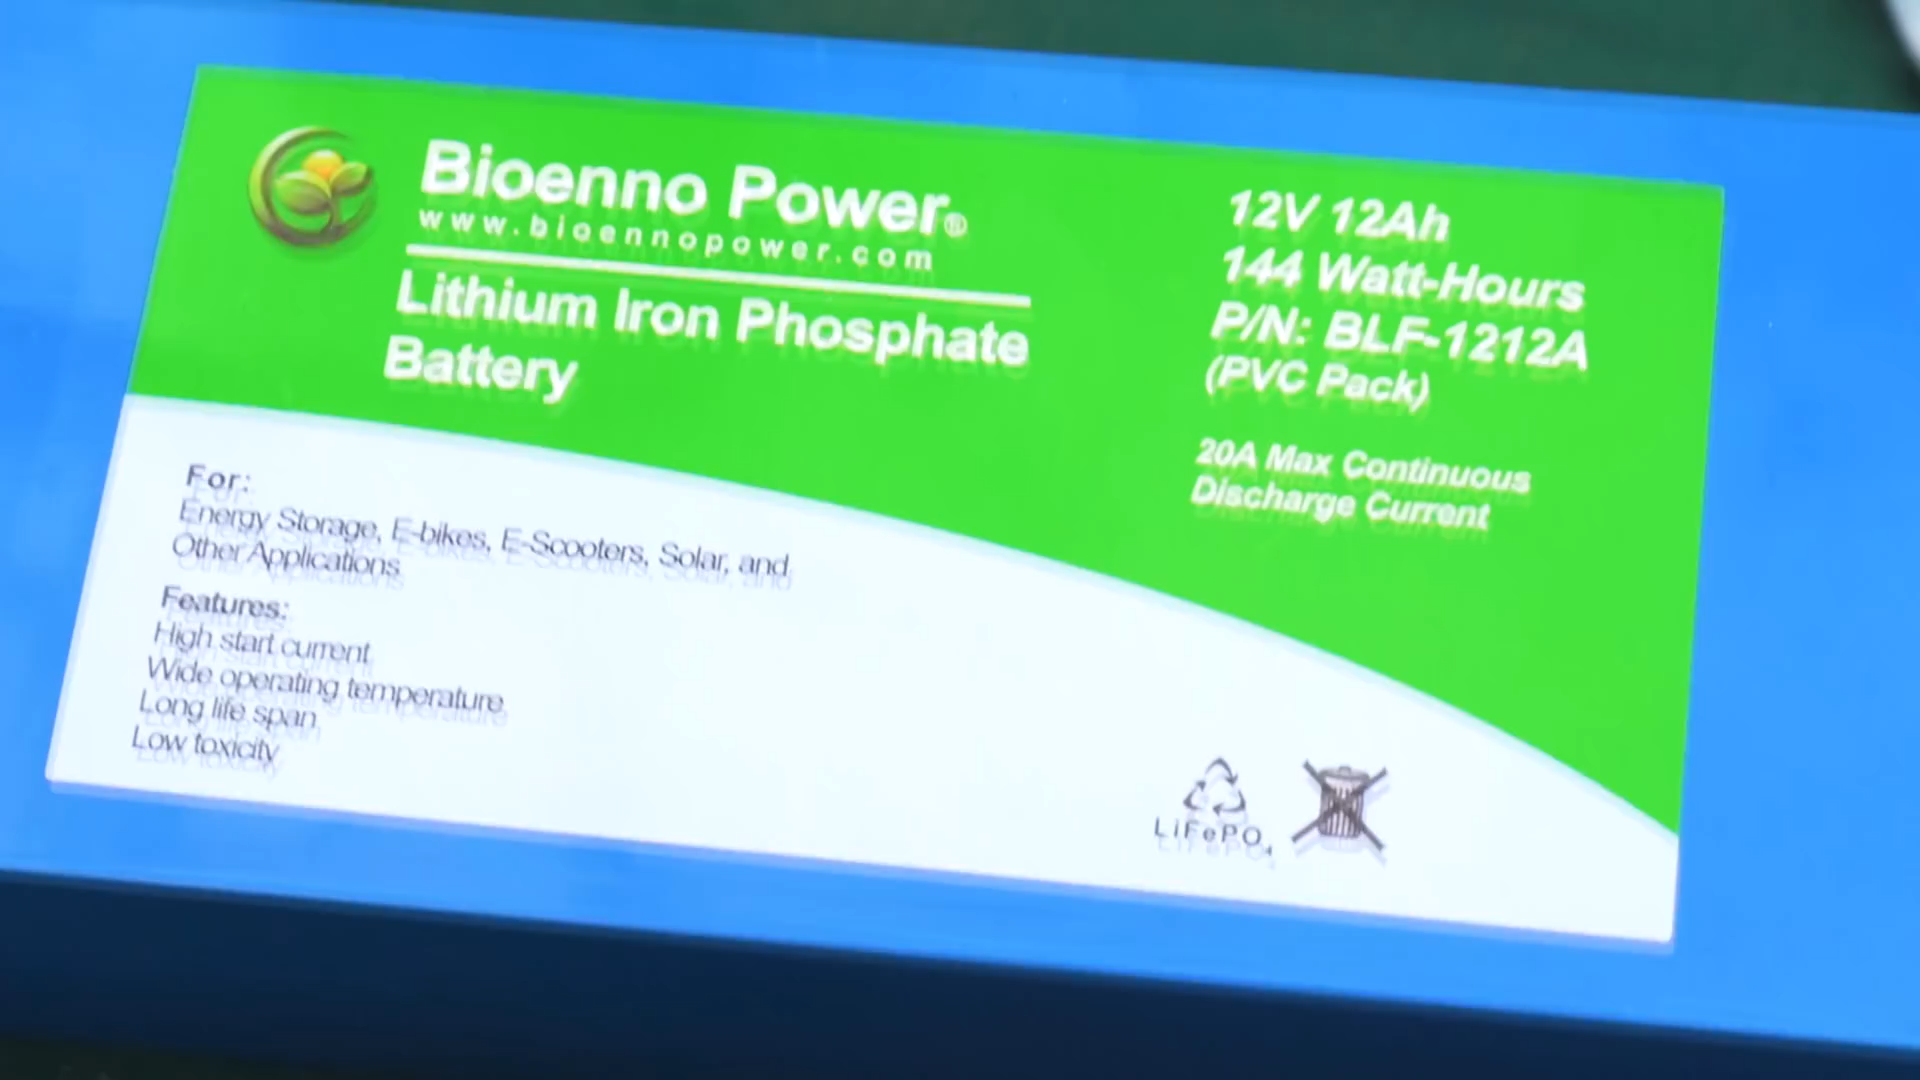 Bioenno Power®
www.bioennopower.com
Lithium Iron Phosphate
Battery
12V 12Ah
144 Watt-Hours
P/N: BLF-1212A
(PVC Pack)
20A Max Continuous
Discharge Current
For:
Energy Storage, E-bikes, E-Scooters, Solar, and
Other Applications
Features:
High start current
Wide operating temperature
Long life span
Low toxicity
LiFePO₄